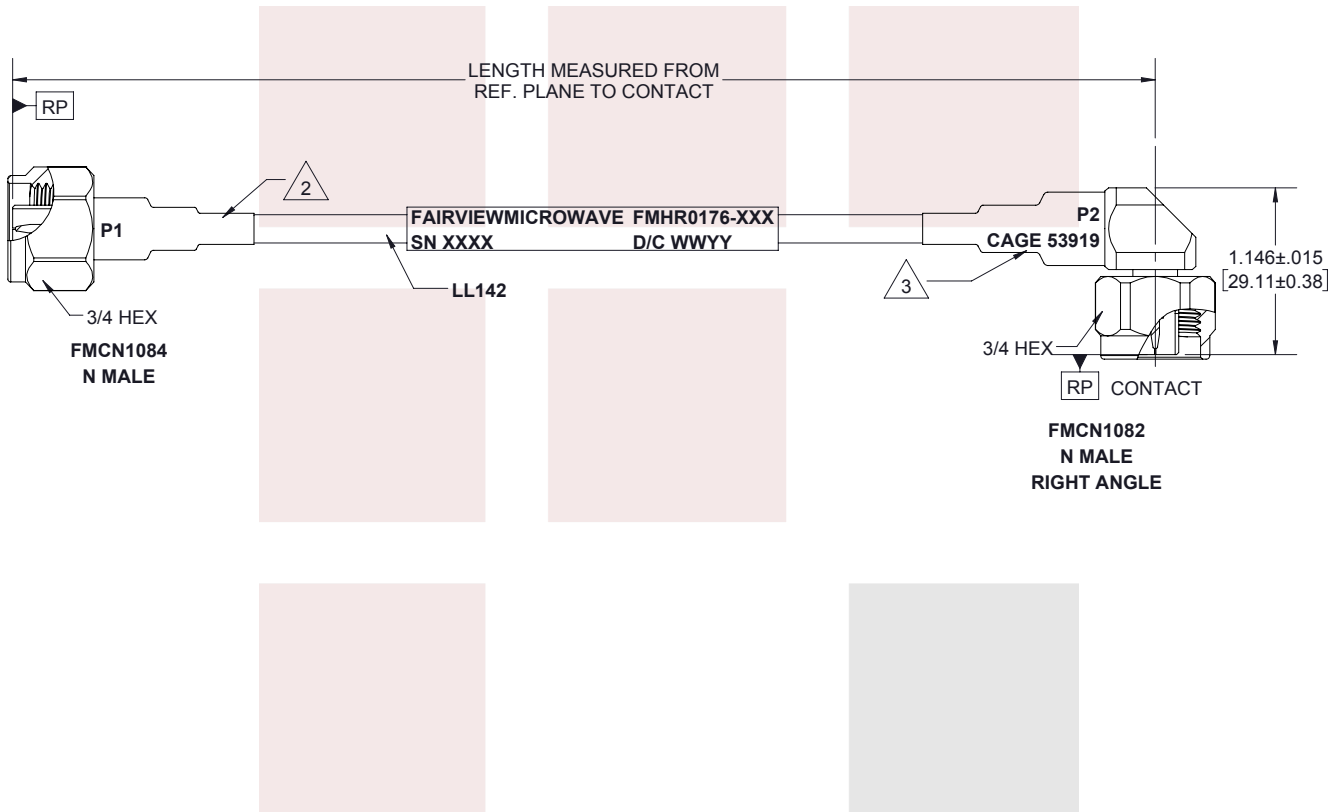 LENGTH MEASURED FROM
REF. PLANE TO CONTACT
RP
2
P1
FAIRVIEWMICROWAVE FMHR0176-XXX
SN XXXX D/C WWYY
P2
CAGE 53919
1.146±.015
[29.11±0.38]
3
LL142
3/4 HEX
FMCN1084
N MALE
3/4 HEX
RP CONTACT
FMCN1082
N MALE
RIGHT ANGLE